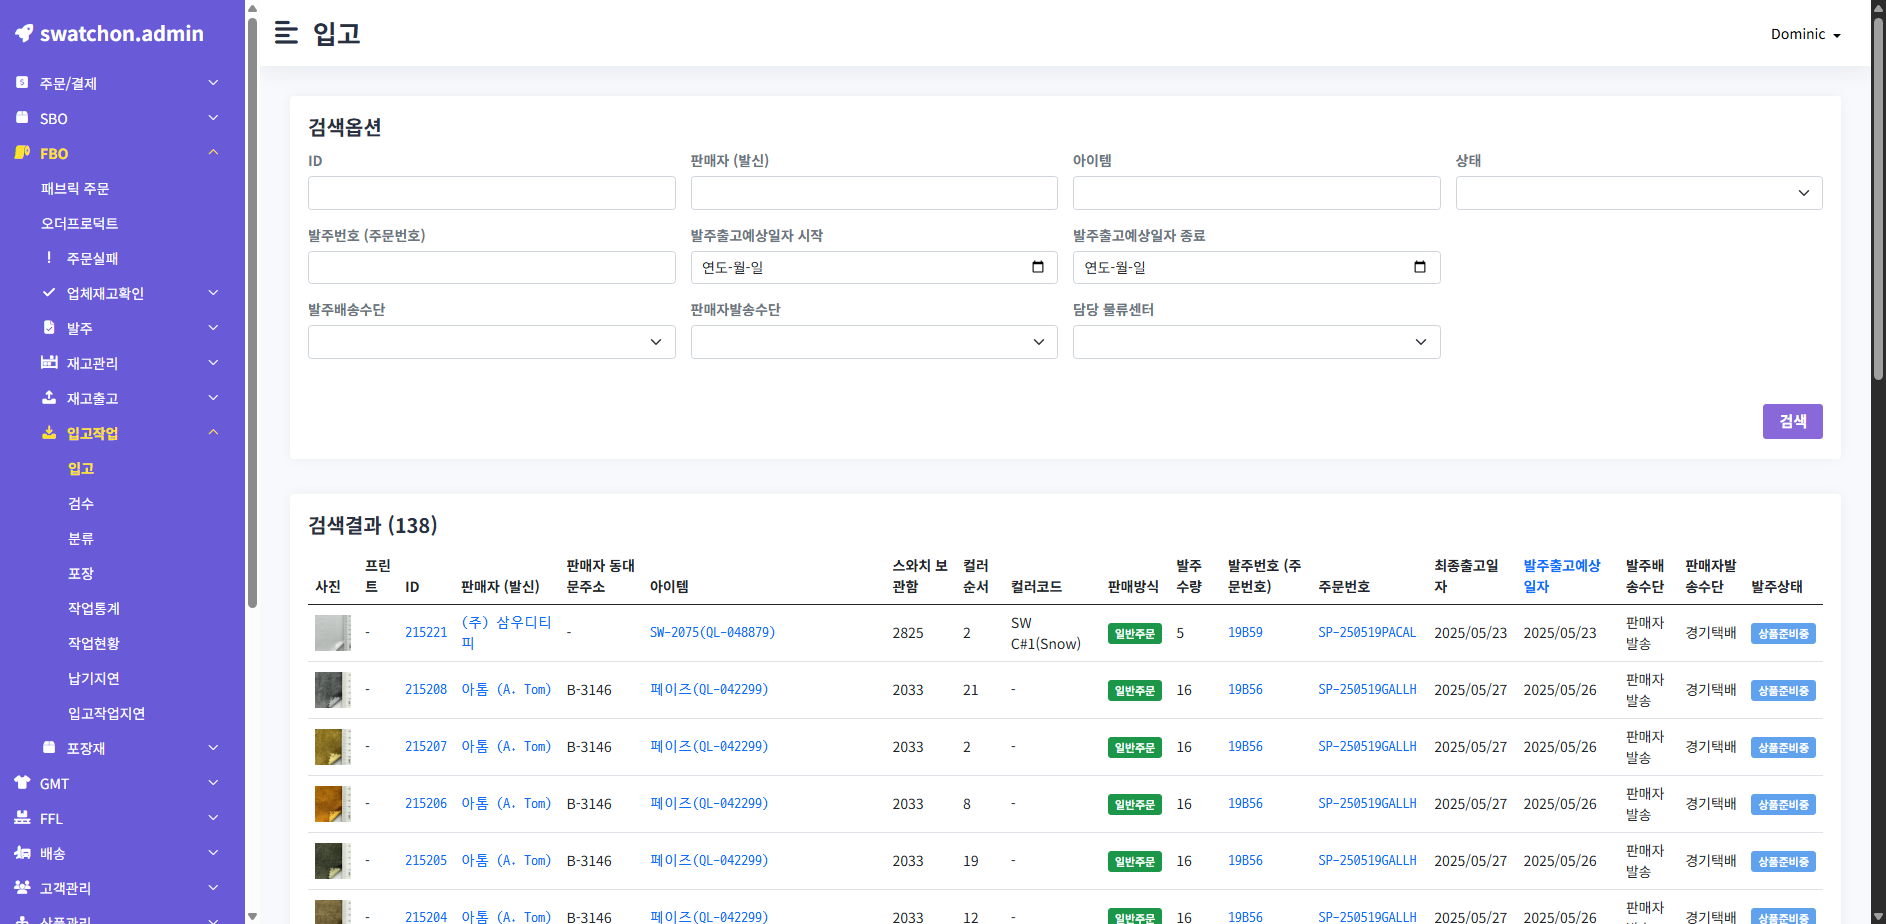 swatchon.admin
주문/결제
SBO
FBO
패브릭 주문
오더프로덕트
주문실패
업체재고확인
발주
재고관리
재고출고
입고작업
입고
검수
분류
포장
작업통계
작업현황
납기지연
입고작업지연
포장재
GMT
FFL
배송
고객관리
상품관리
입고
Dominic
검색옵션
ID 판매자 (발신) 아이템 상태
발주번호 (주문번호) 발주출고예상일자 시작 발주출고예상일자 종료
연도-월-일 연도-월-일
발주배송수단 판매자발송수단 담당 물류센터
검색
검색결과 (138)
사진 프린트 ID 판매자 (발신) 판매자 동대문주소 아이템 스와치 보관함 컬러순서 컬러코드 판매방식 발주수량 발주번호 (주문번호) 주문번호 최종출고일자 발주출고예상일자 발주배송수단 판매자발송수단 발주상태
- 215221 (주) 삼우디티피 - SW-2075(QL-048879) 2825 2 SW C#1(Snow) 일반주문 5 19B59 SP-250519PACAL 2025/05/23 2025/05/23 판매자발송 경기택배 상품준비중
- 215208 아톰 (A. Tom) B-3146 페이즈(QL-042299) 2033 21 - 일반주문 16 19B56 SP-250519GALLH 2025/05/27 2025/05/26 판매자발송 경기택배 상품준비중
- 215207 아톰 (A. Tom) B-3146 페이즈(QL-042299) 2033 2 - 일반주문 16 19B56 SP-250519GALLH 2025/05/27 2025/05/26 판매자발송 경기택배 상품준비중
- 215206 아톰 (A. Tom) B-3146 페이즈(QL-042299) 2033 8 - 일반주문 16 19B56 SP-250519GALLH 2025/05/27 2025/05/26 판매자발송 경기택배 상품준비중
- 215205 아톰 (A. Tom) B-3146 페이즈(QL-042299) 2033 19 - 일반주문 16 19B56 SP-250519GALLH 2025/05/27 2025/05/26 판매자발송 경기택배 상품준비중
- 215204 아톰 (A. Tom) B-3146 페이즈(QL-042299) 2033 12 - 일반주문 16 19B56 SP-250519GALLH 2025/05/27 2025/05/26 판매자발송 경기택배 상품준비중